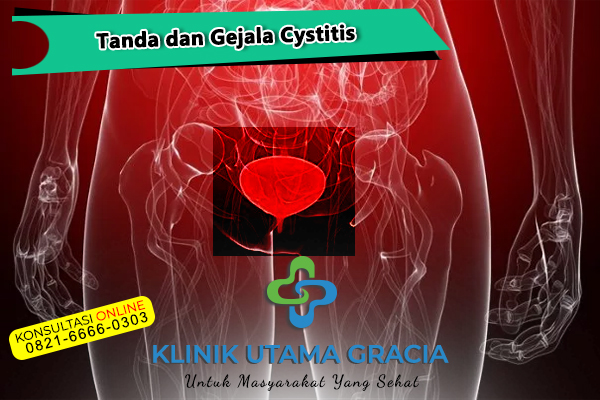 Tanda dan Gejala Cystitis
KONSULTASI ONLINE
0821-6666-0303
KLINIK UTAMA GRACIA
Untuk Masyarakat Yang Sehat